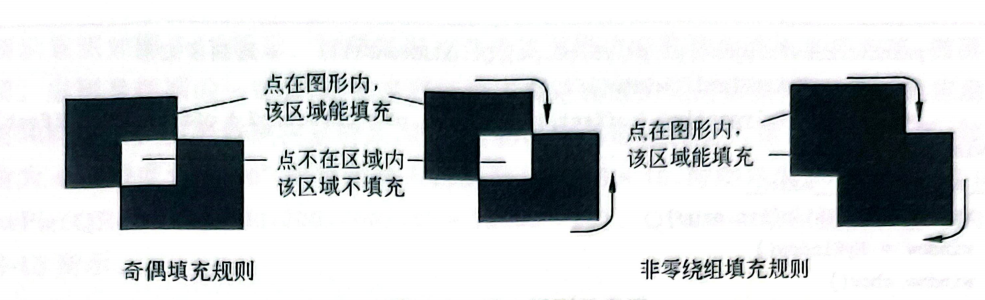 点在图形内,
该区域能填充
点不在区域内
该区域不填充
点在图形内,
该区域能填充
奇偶填充规则
非零绕组填充规则